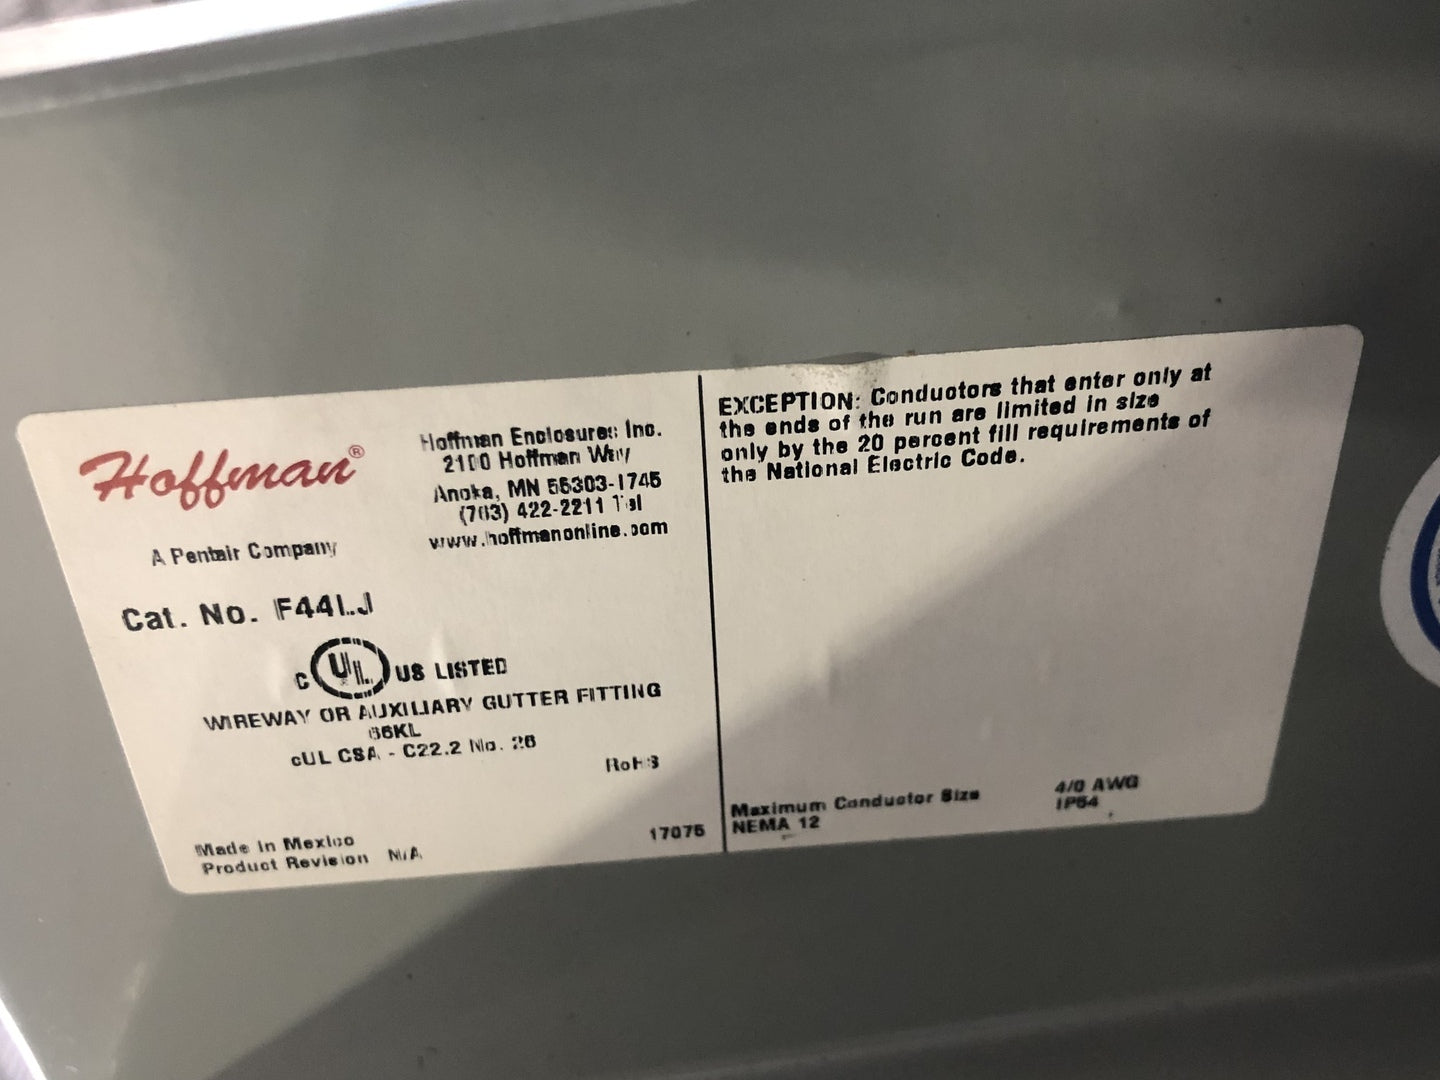 Hoffman®
A Pentair Company
Hoffman Enclosures Inc.
2100 Hoffman Way
Anoka, MN 55303-1745
(763) 422-2211 Tel
www.hoffmanonline.com
Cat. No. F44LJ
C UL US LISTED
WIREWAY OR AUXILIARY GUTTER FITTING
66KL
cUL CSA - C22.2 No. 26
RoHS
Made in Mexico
Product Revision N/A
17075
EXCEPTION: Conductors that enter only at
the ends of the run are limited in size
only by the 20 percent fill requirements of
the National Electric Code.
Maximum Conductor Size 4/0 AWG
NEMA 12 IP54